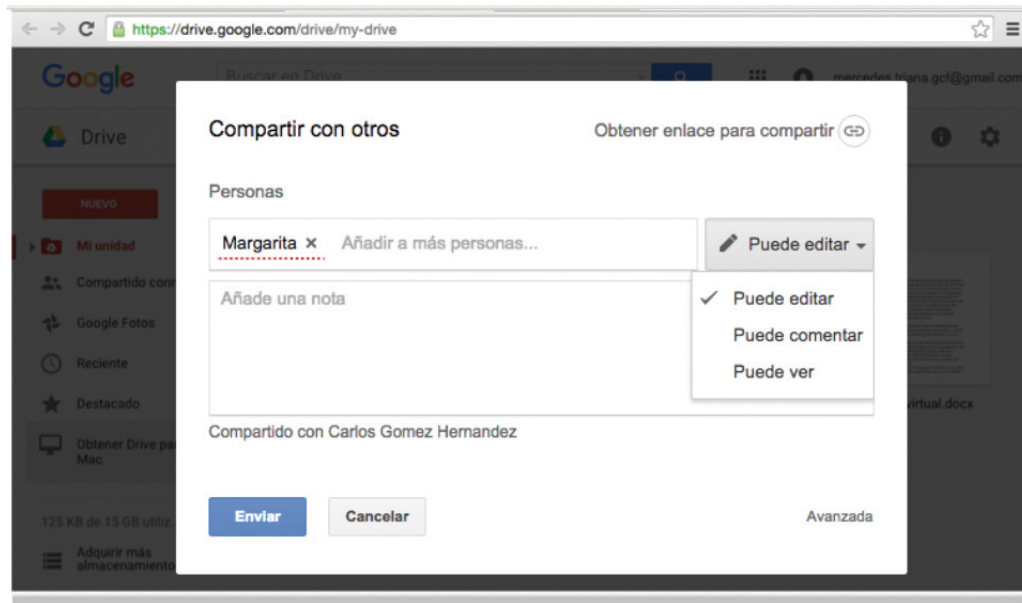 https://drive.google.com/drive/my-drive
Google
Buscar en Drive
mercedes.triana.gcf@gmail.com
Drive
Compartir con otros
Obtener enlace para compartir
Personas
NUEVO
Mi unidad
Margarita × Añadir a más personas...
Puede editar
Compartido con
Añade una nota
Puede editar
Google Fotos
Puede comentar
Reciente
Puede ver
Destacado
virtual.docx
Compartido con Carlos Gomez Hernandez
Obtener Drive pa
Mac
Enviar
Cancelar
Avanzada
125 KB de 15 GB utiliz...
Adquirir más
almacenamiento